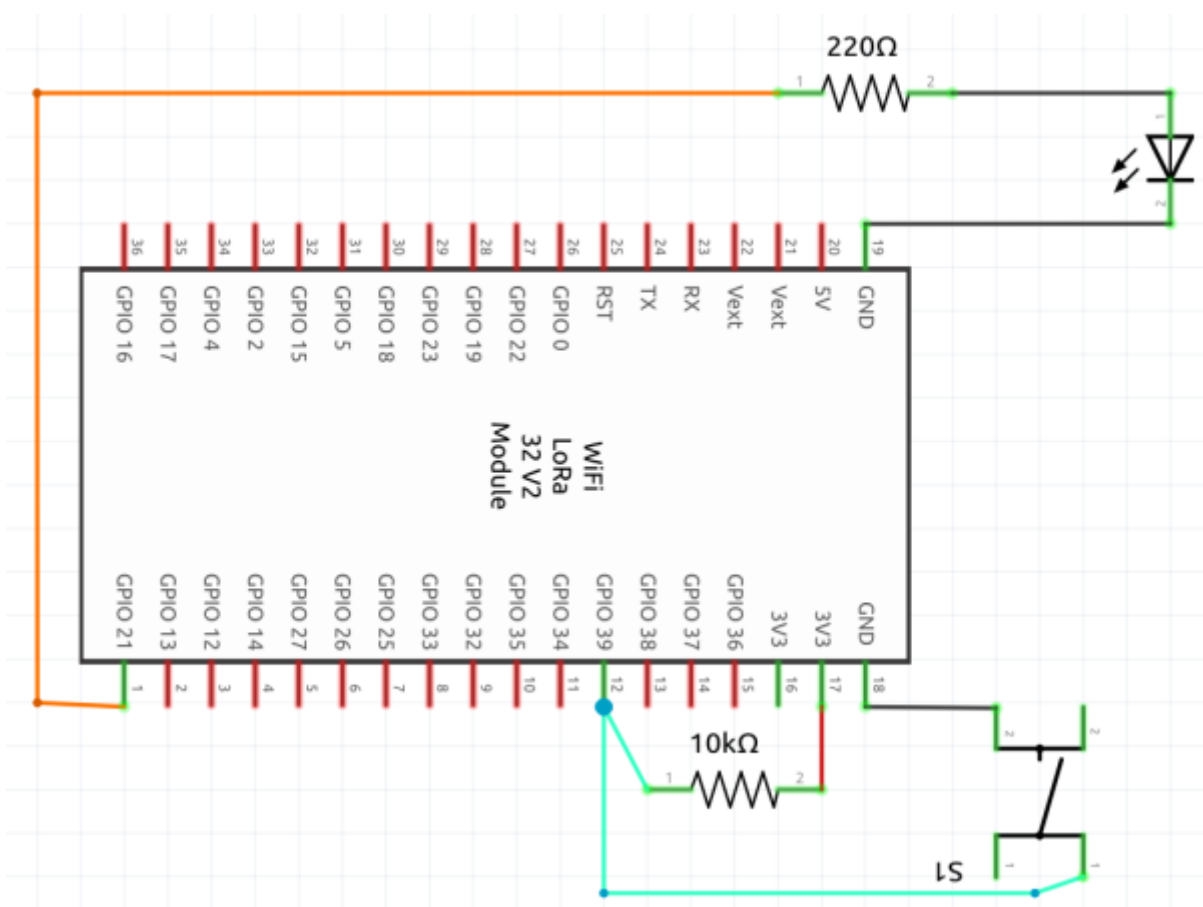 220Ω
1
2
1
2
36
35
34
33
32
31
30
29
28
27
26
25
24
23
22
21
20
19
GPIO 16
GPIO 17
GPIO 4
GPIO 2
GPIO 15
GPIO 5
GPIO 18
GPIO 23
GPIO 19
GPIO 22
GPIO 0
RST
TX
RX
Vext
Vext
5V
GND
WiFi
LoRa
32 V2
Module
GPIO 21
GPIO 13
GPIO 12
GPIO 14
GPIO 27
GPIO 26
GPIO 25
GPIO 33
GPIO 32
GPIO 35
GPIO 34
GPIO 39
GPIO 38
GPIO 37
GPIO 36
3V3
3V3
GND
1
2
3
4
5
6
7
8
9
10
11
12
13
14
15
16
17
18
10kΩ
1
2
2
2
1
1
S1